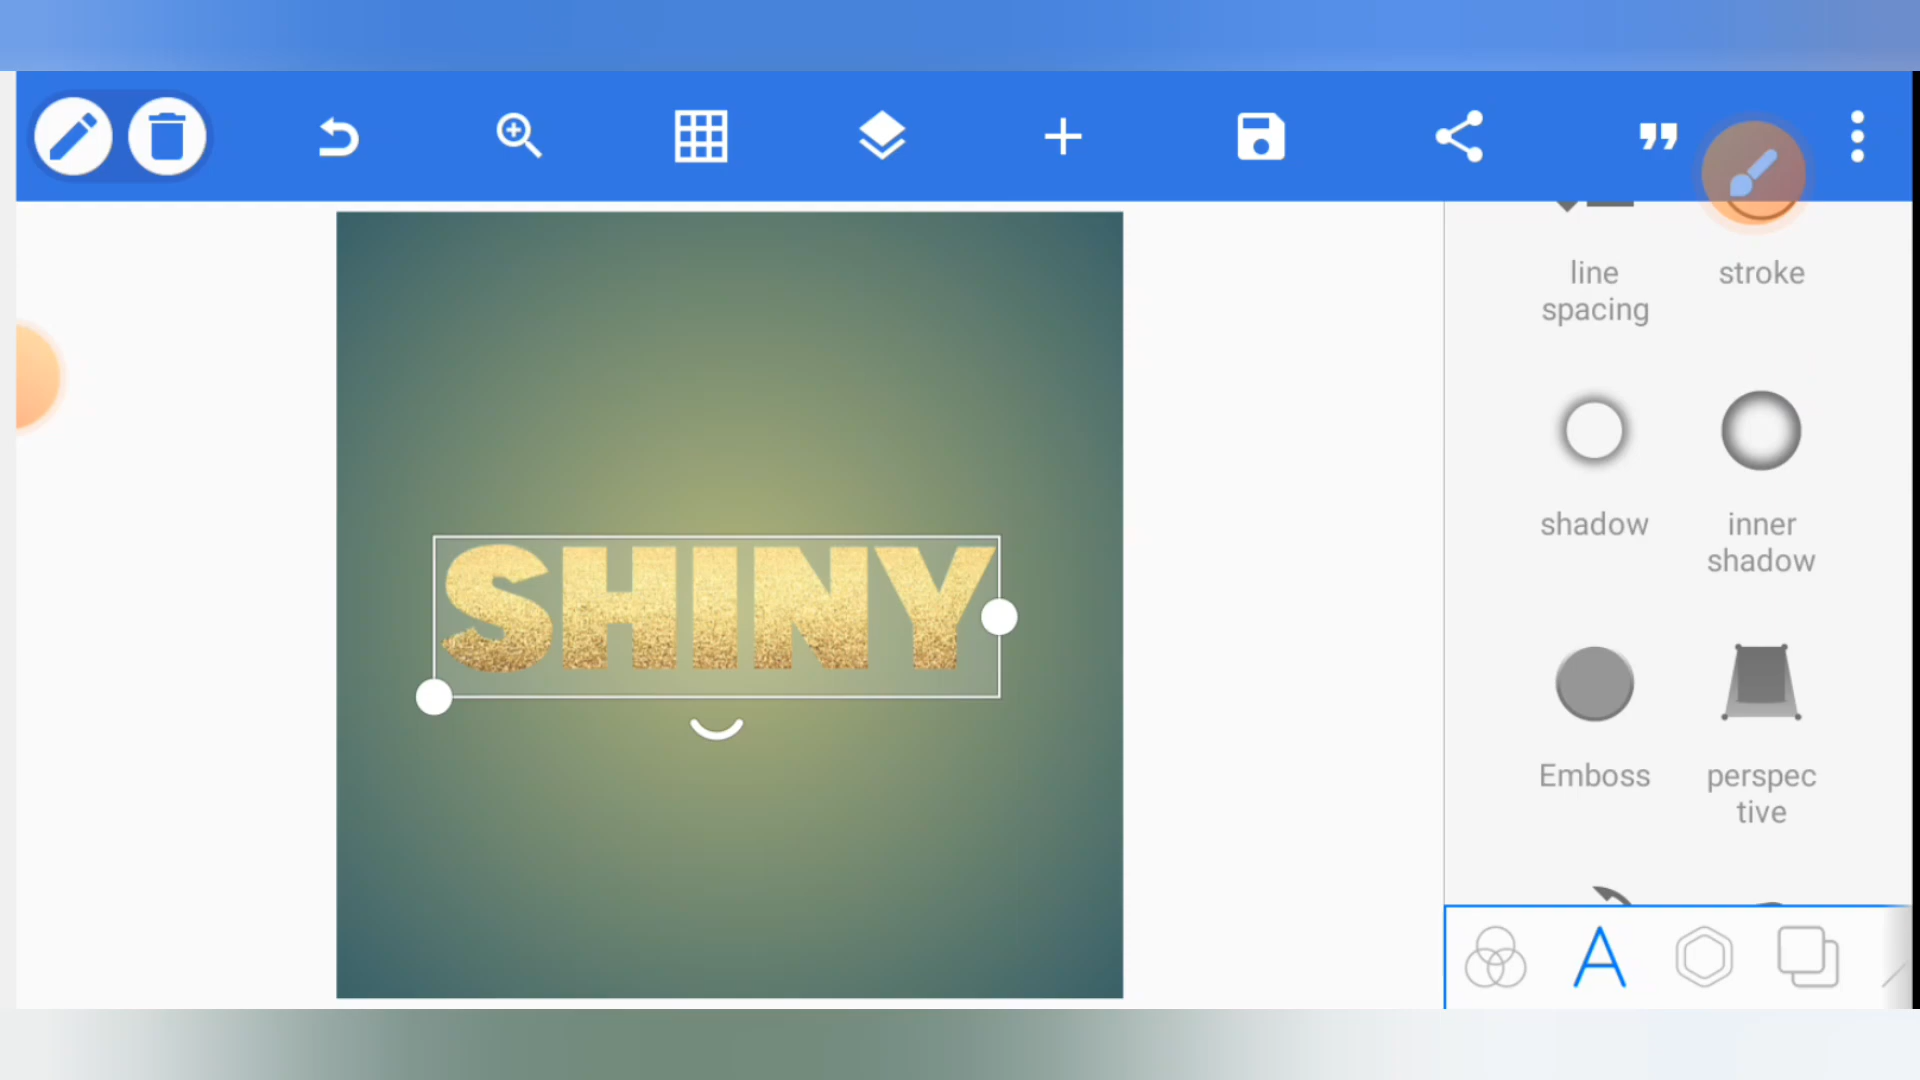 line
spacing
stroke
SHINY
shadow
inner
shadow
Emboss
perspec
tive